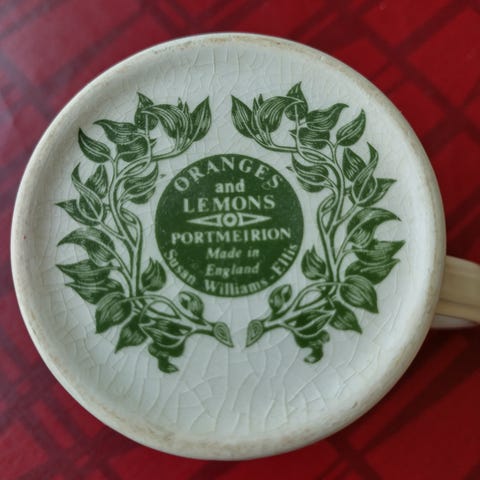 ORANGES
and
LEMONS
PORTMEIRION
Made in
England
Susan Williams Ellis